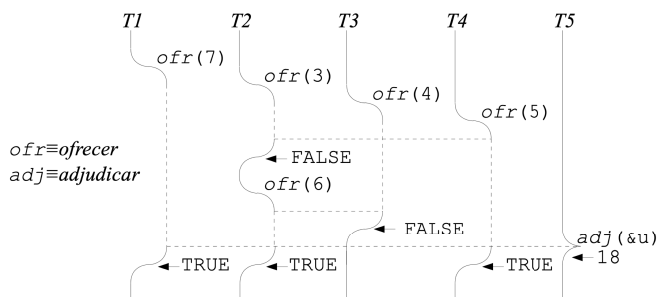 T1 T2 T3 T4 T5
ofr(7)
ofr(3)
ofr(4)
ofr(5)
ofr≡ofrecer
adj≡adjudicar
FALSE
ofr(6)
FALSE
adj(&u)
18
TRUE TRUE TRUE